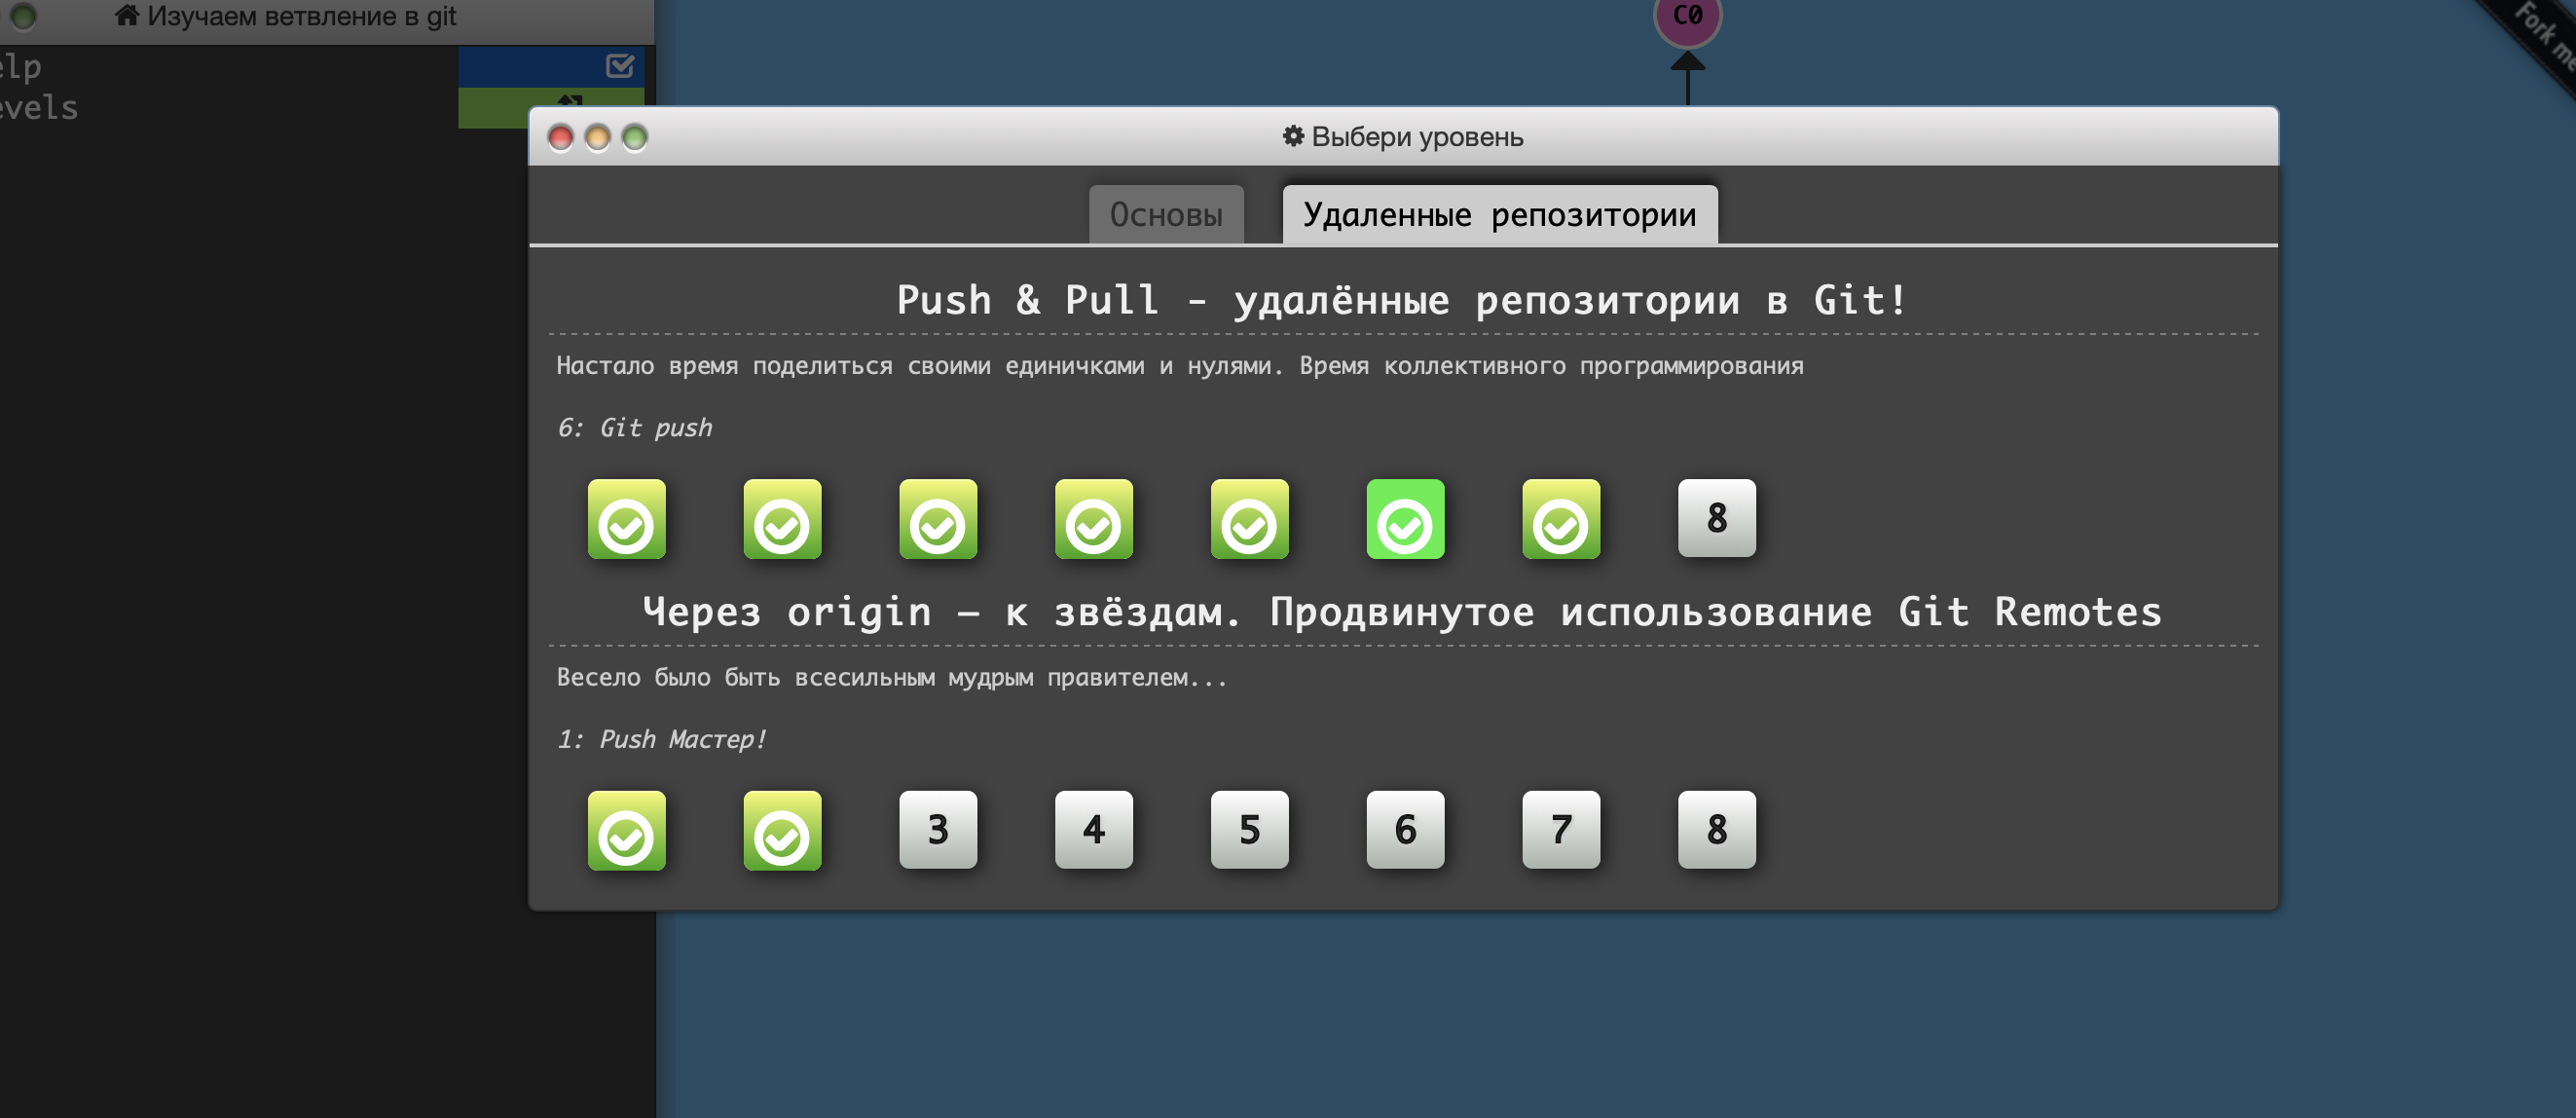 Изучаем ветвление в git
elp
evels
C0
Fork me
Выбери уровень
Основы
Удаленные репозитории
Push & Pull - удалённые репозитории в Git!
Настало время поделиться своими единичками и нулями. Время коллективного программирования
6: Git push
8
Через origin – к звёздам. Продвинутое использование Git Remotes
Весело было быть всесильным мудрым правителем...
1: Push Мастер!
3 4 5 6 7 8